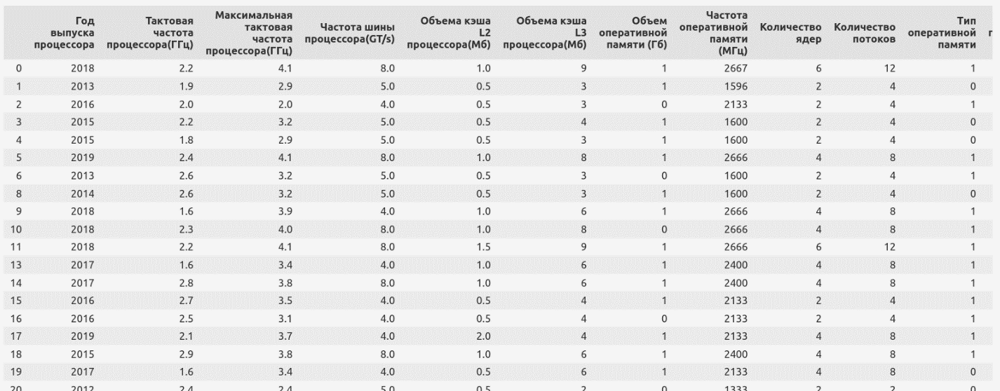 Год выпуска процессора Тактовая частота процессора(ГГц) Максимальная тактовая частота процессора(ГГц) Частота шины процессора(GT/s) Объема кэша L2 процессора(Мб) Объема кэша L3 процессора(Мб) Объем оперативной памяти (Гб) Частота оперативной памяти (МГц) Количество ядер Количество потоков Тип оперативной памяти
0 2018 2.2 4.1 8.0 1.0 9 1 2667 6 12 1
1 2013 1.9 2.9 5.0 0.5 3 1 1596 2 4 0
2 2016 2.0 2.0 4.0 0.5 3 0 2133 2 4 1
3 2015 2.2 3.2 5.0 0.5 4 1 1600 2 4 0
4 2015 1.8 2.9 5.0 0.5 3 1 1600 2 4 0
5 2019 2.4 4.1 8.0 1.0 8 1 2666 4 8 1
6 2013 2.6 3.2 5.0 0.5 3 0 1600 2 4 1
8 2014 2.6 3.2 5.0 0.5 3 1 1600 2 4 0
9 2018 1.6 3.9 4.0 1.0 6 1 2666 4 8 1
10 2018 2.3 4.0 8.0 1.0 8 0 2666 4 8 1
11 2018 2.2 4.1 8.0 1.5 9 1 2666 6 12 1
13 2017 1.6 3.4 4.0 1.0 6 1 2400 4 8 1
14 2017 2.8 3.8 8.0 1.0 6 1 2400 4 8 1
15 2016 2.7 3.5 4.0 0.5 4 1 2133 2 4 1
16 2016 2.5 3.1 4.0 0.5 4 0 2133 2 4 1
17 2019 2.1 3.7 4.0 2.0 4 1 2133 4 8 1
18 2015 2.9 3.8 8.0 1.0 6 1 2400 4 8 1
19 2017 1.6 3.4 4.0 0.5 6 1 2133 4 8 0
20 2012 2.4 2.4 5.0 0.5 2 0 1333 2 2 0